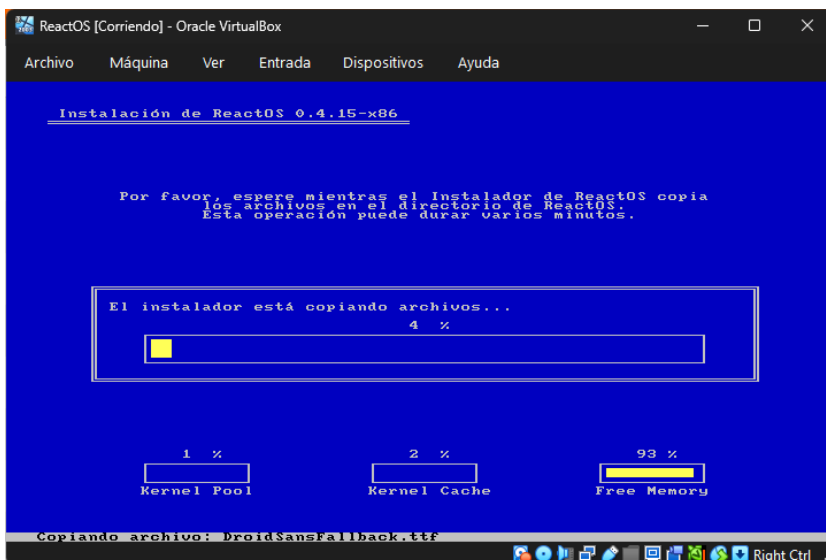 ReactOS [Corriendo] - Oracle VirtualBox
Archivo Máquina Ver Entrada Dispositivos Ayuda
Instalación de ReactOS 0.4.15-x86
Por favor, espere mientras el Instalador de ReactOS copia
los archivos en el directorio de ReactOS.
Esta operación puede durar varios minutos.
El instalador está copiando archivos...
4 %
1 % 2 % 93 %
Kernel Pool Kernel Cache Free Memory
Copiando archivo: DroidSansFallback.ttf
Right Ctrl